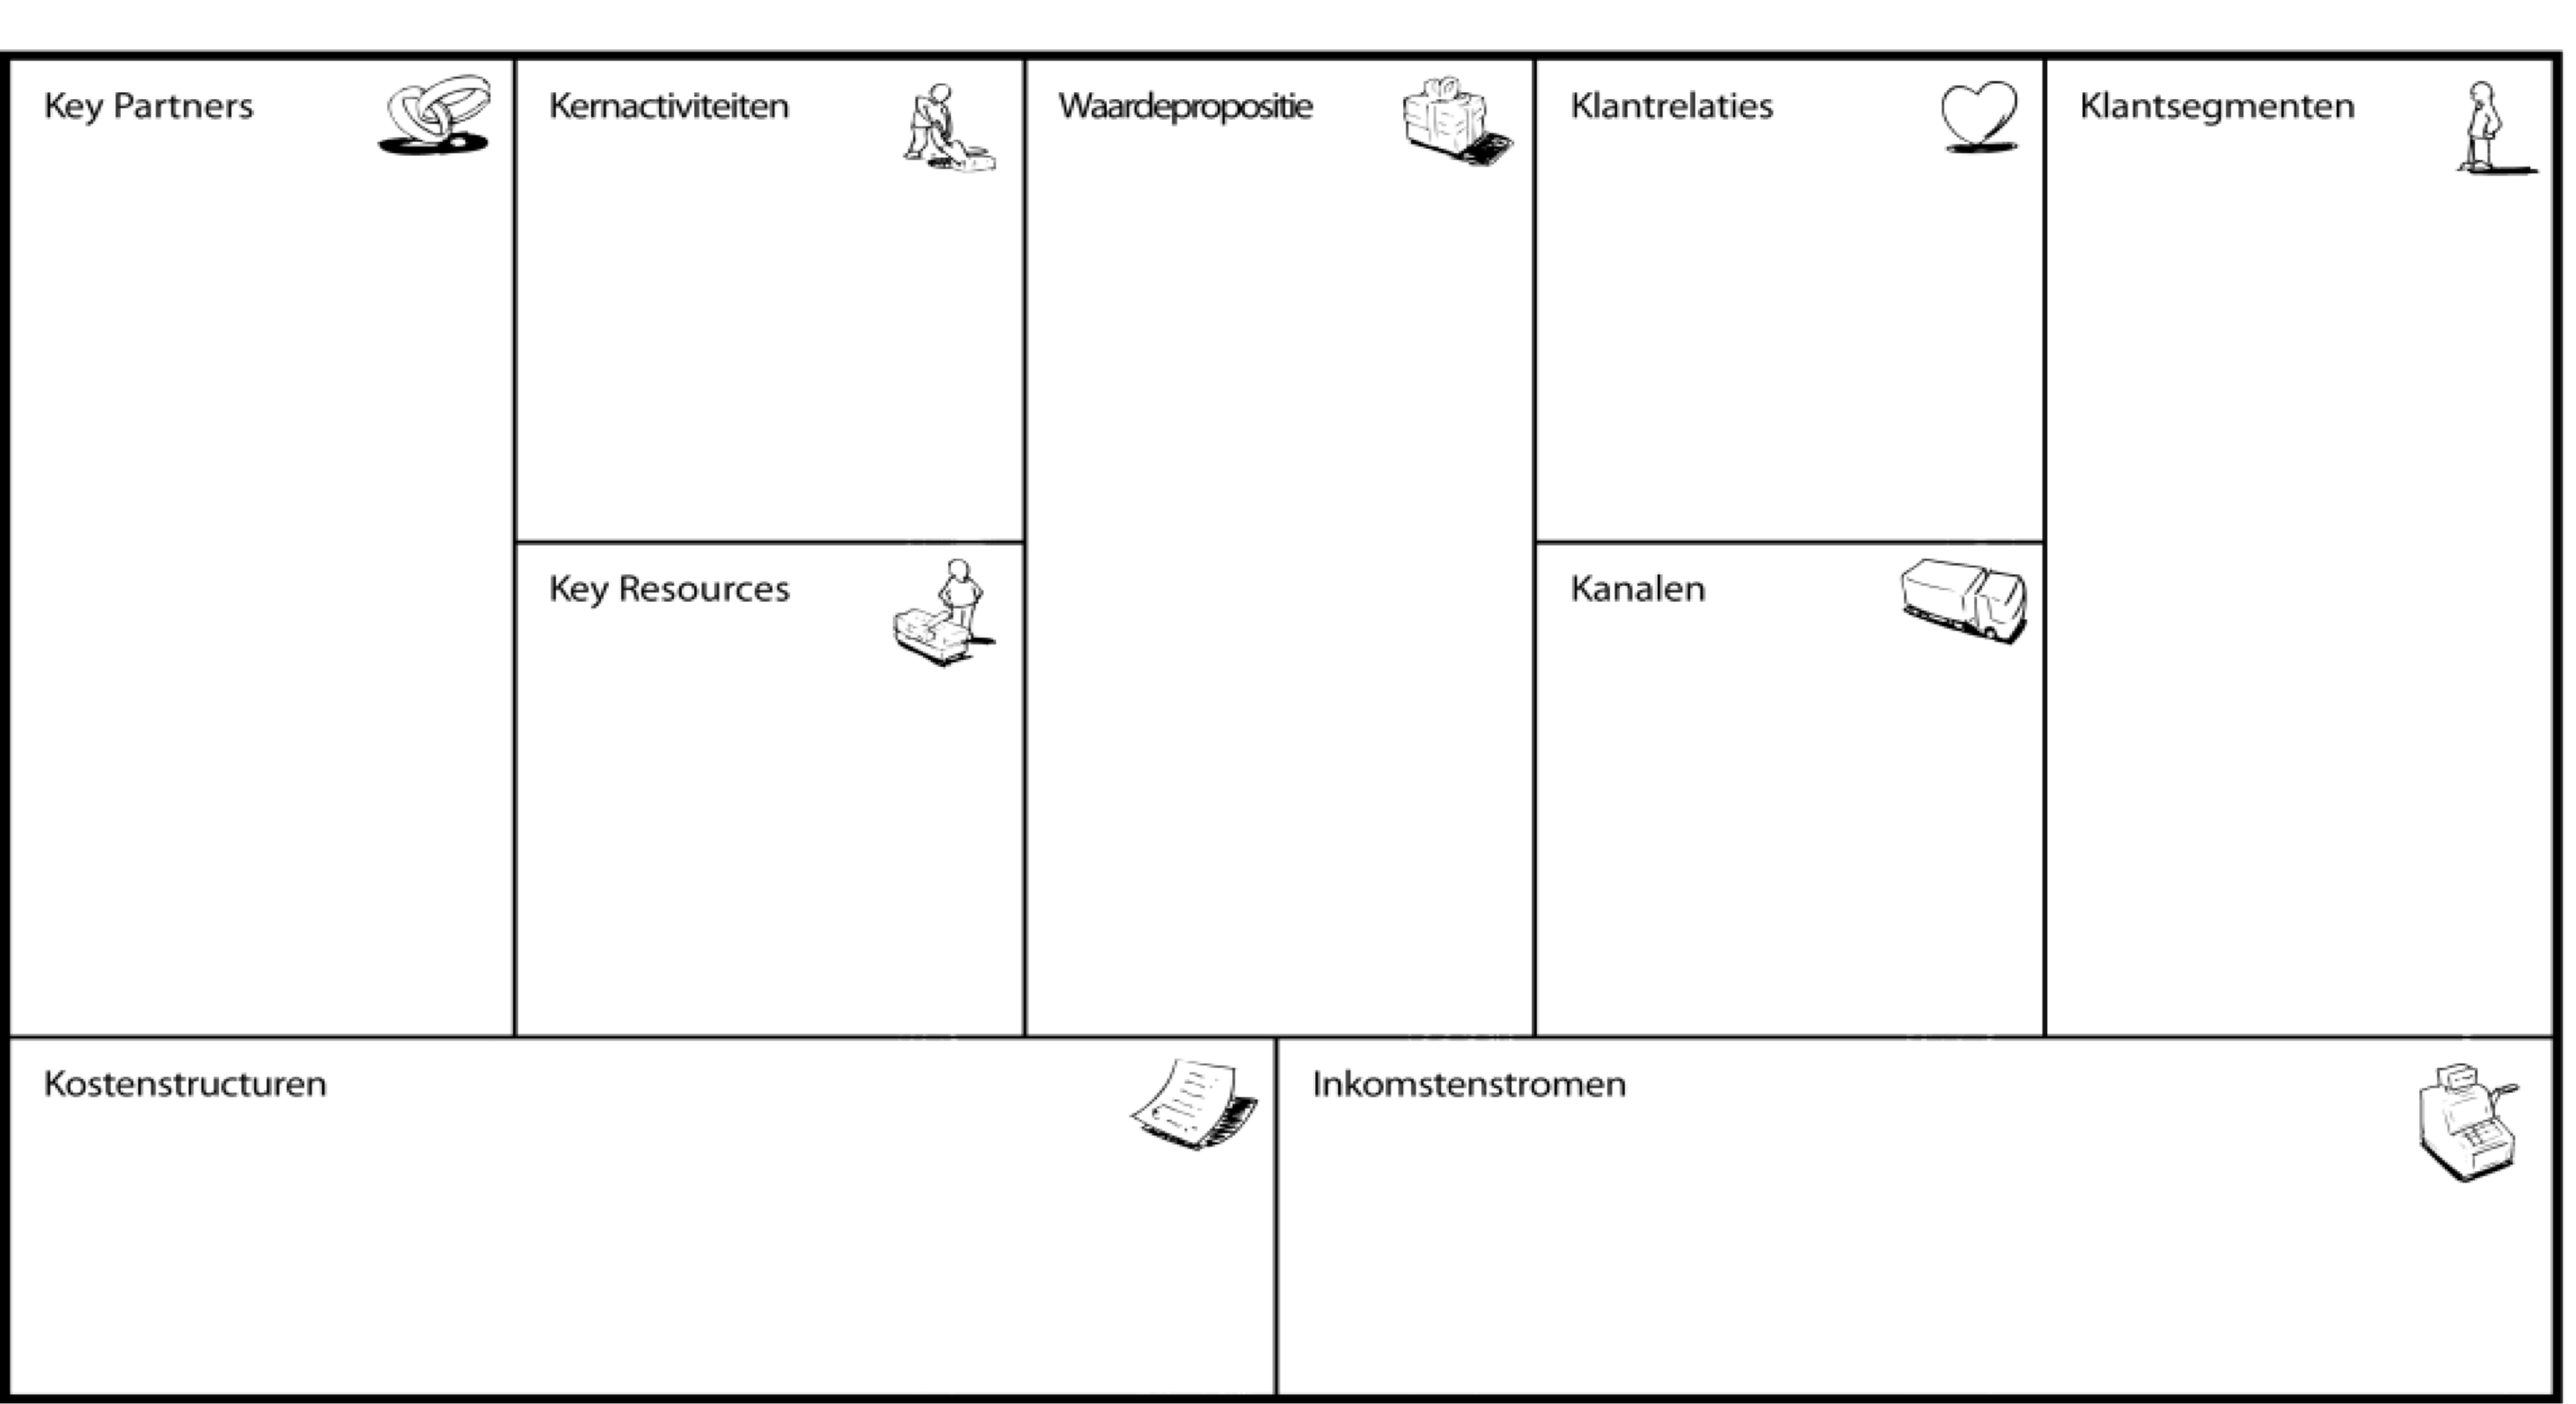 Key Partners
Kernactiviteiten
Key Resources
Waardepropositie
Klantrelaties
Kanalen
Klantsegmenten
Kostenstructuren
Inkomstenstromen